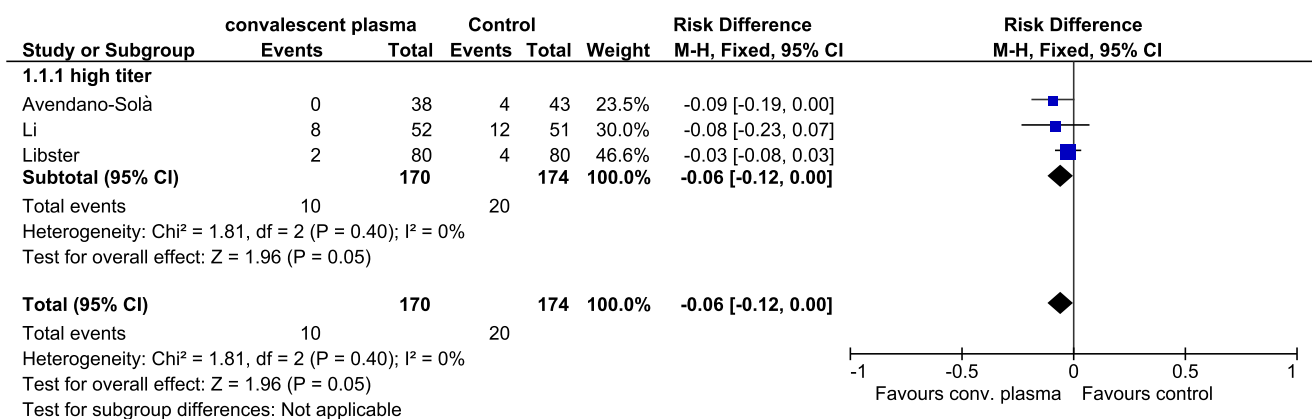 convalescent plasma Control Risk Difference Risk Difference
Study or Subgroup Events Total Events Total Weight M-H, Fixed, 95% CI M-H, Fixed, 95% CI
1.1.1 high titer
Avendano-Solà 0 38 4 43 23.5% -0.09 [-0.19, 0.00]
Li 8 52 12 51 30.0% -0.08 [-0.23, 0.07]
Libster 2 80 4 80 46.6% -0.03 [-0.08, 0.03]
Subtotal (95% CI) 170 174 100.0% -0.06 [-0.12, 0.00]
Total events 10 20
Heterogeneity: Chi² = 1.81, df = 2 (P = 0.40); I² = 0%
Test for overall effect: Z = 1.96 (P = 0.05)
Total (95% CI) 170 174 100.0% -0.06 [-0.12, 0.00]
Total events 10 20
Heterogeneity: Chi² = 1.81, df = 2 (P = 0.40); I² = 0%
Test for overall effect: Z = 1.96 (P = 0.05)
Test for subgroup differences: Not applicable
-1 -0.5 0 0.5 1
Favours conv. plasma Favours control